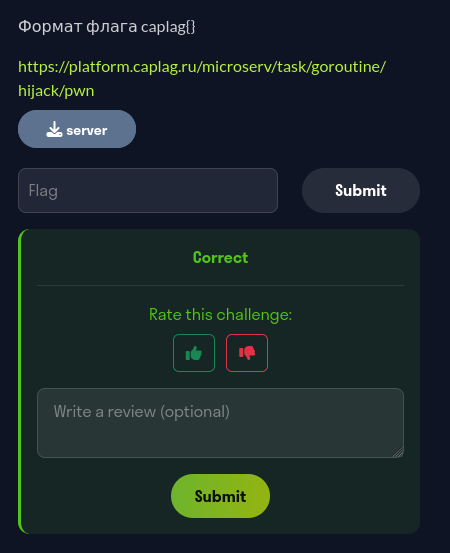 Формат флага caplag{}
https://platform.caplag.ru/microserv/task/goroutine/
hijack/pwn
server
Flag
Submit
Correct
Rate this challenge:
Write a review (optional)
Submit